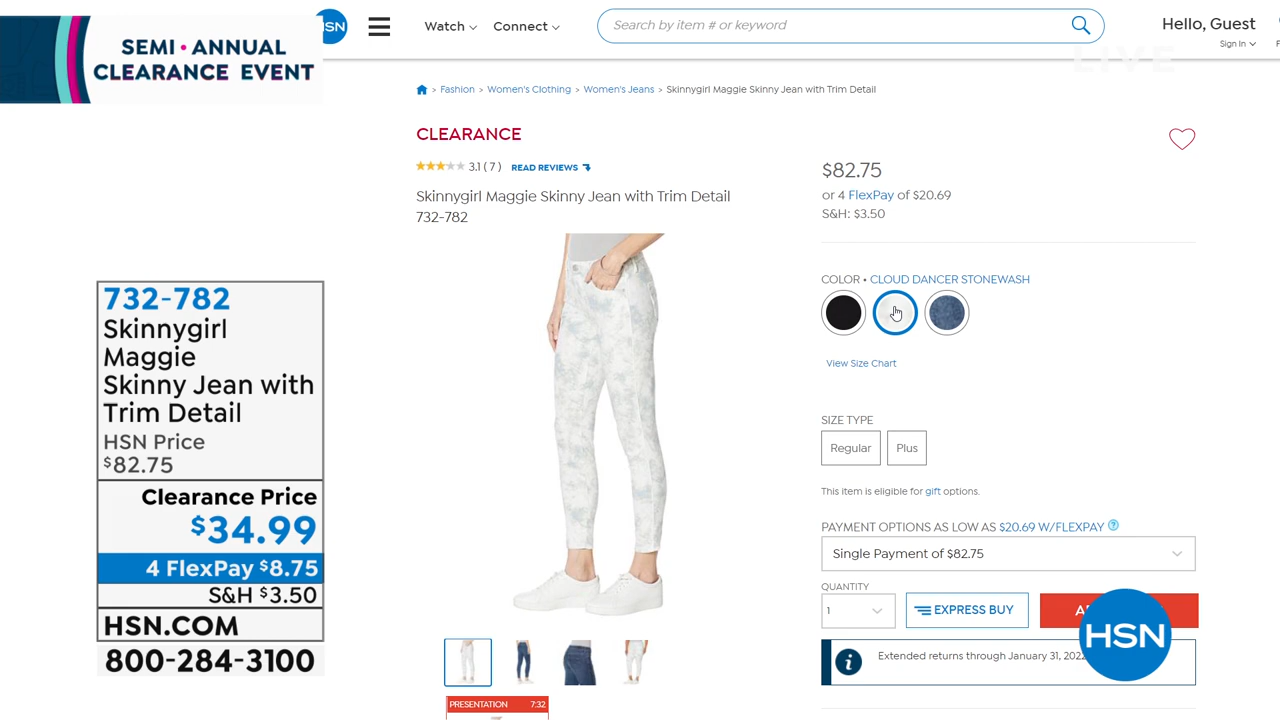 SEMI • ANNUAL
CLEARANCE EVENT
HSN
Watch
Connect
Search by item # or keyword
Hello, Guest
Sign In
LIVE
> Fashion > Women's Clothing > Women's Jeans > Skinnygirl Maggie Skinny Jean with Trim Detail
CLEARANCE
3.1 ( 7 ) READ REVIEWS
Skinnygirl Maggie Skinny Jean with Trim Detail
732-782
$82.75
or 4 FlexPay of $20.69
S&H: $3.50
COLOR • CLOUD DANCER STONEWASH
View Size Chart
SIZE TYPE
Regular Plus
This item is eligible for gift options.
PAYMENT OPTIONS AS LOW AS $20.69 W/FLEXPAY ?
Single Payment of $82.75
QUANTITY
1
EXPRESS BUY
HSN
i Extended returns through January 31, 202
PRESENTATION 7:32
732-782
Skinnygirl
Maggie
Skinny Jean with
Trim Detail
HSN Price
$82.75
Clearance Price
$34.99
4 FlexPay $8.75
S&H $3.50
HSN.COM
800-284-3100